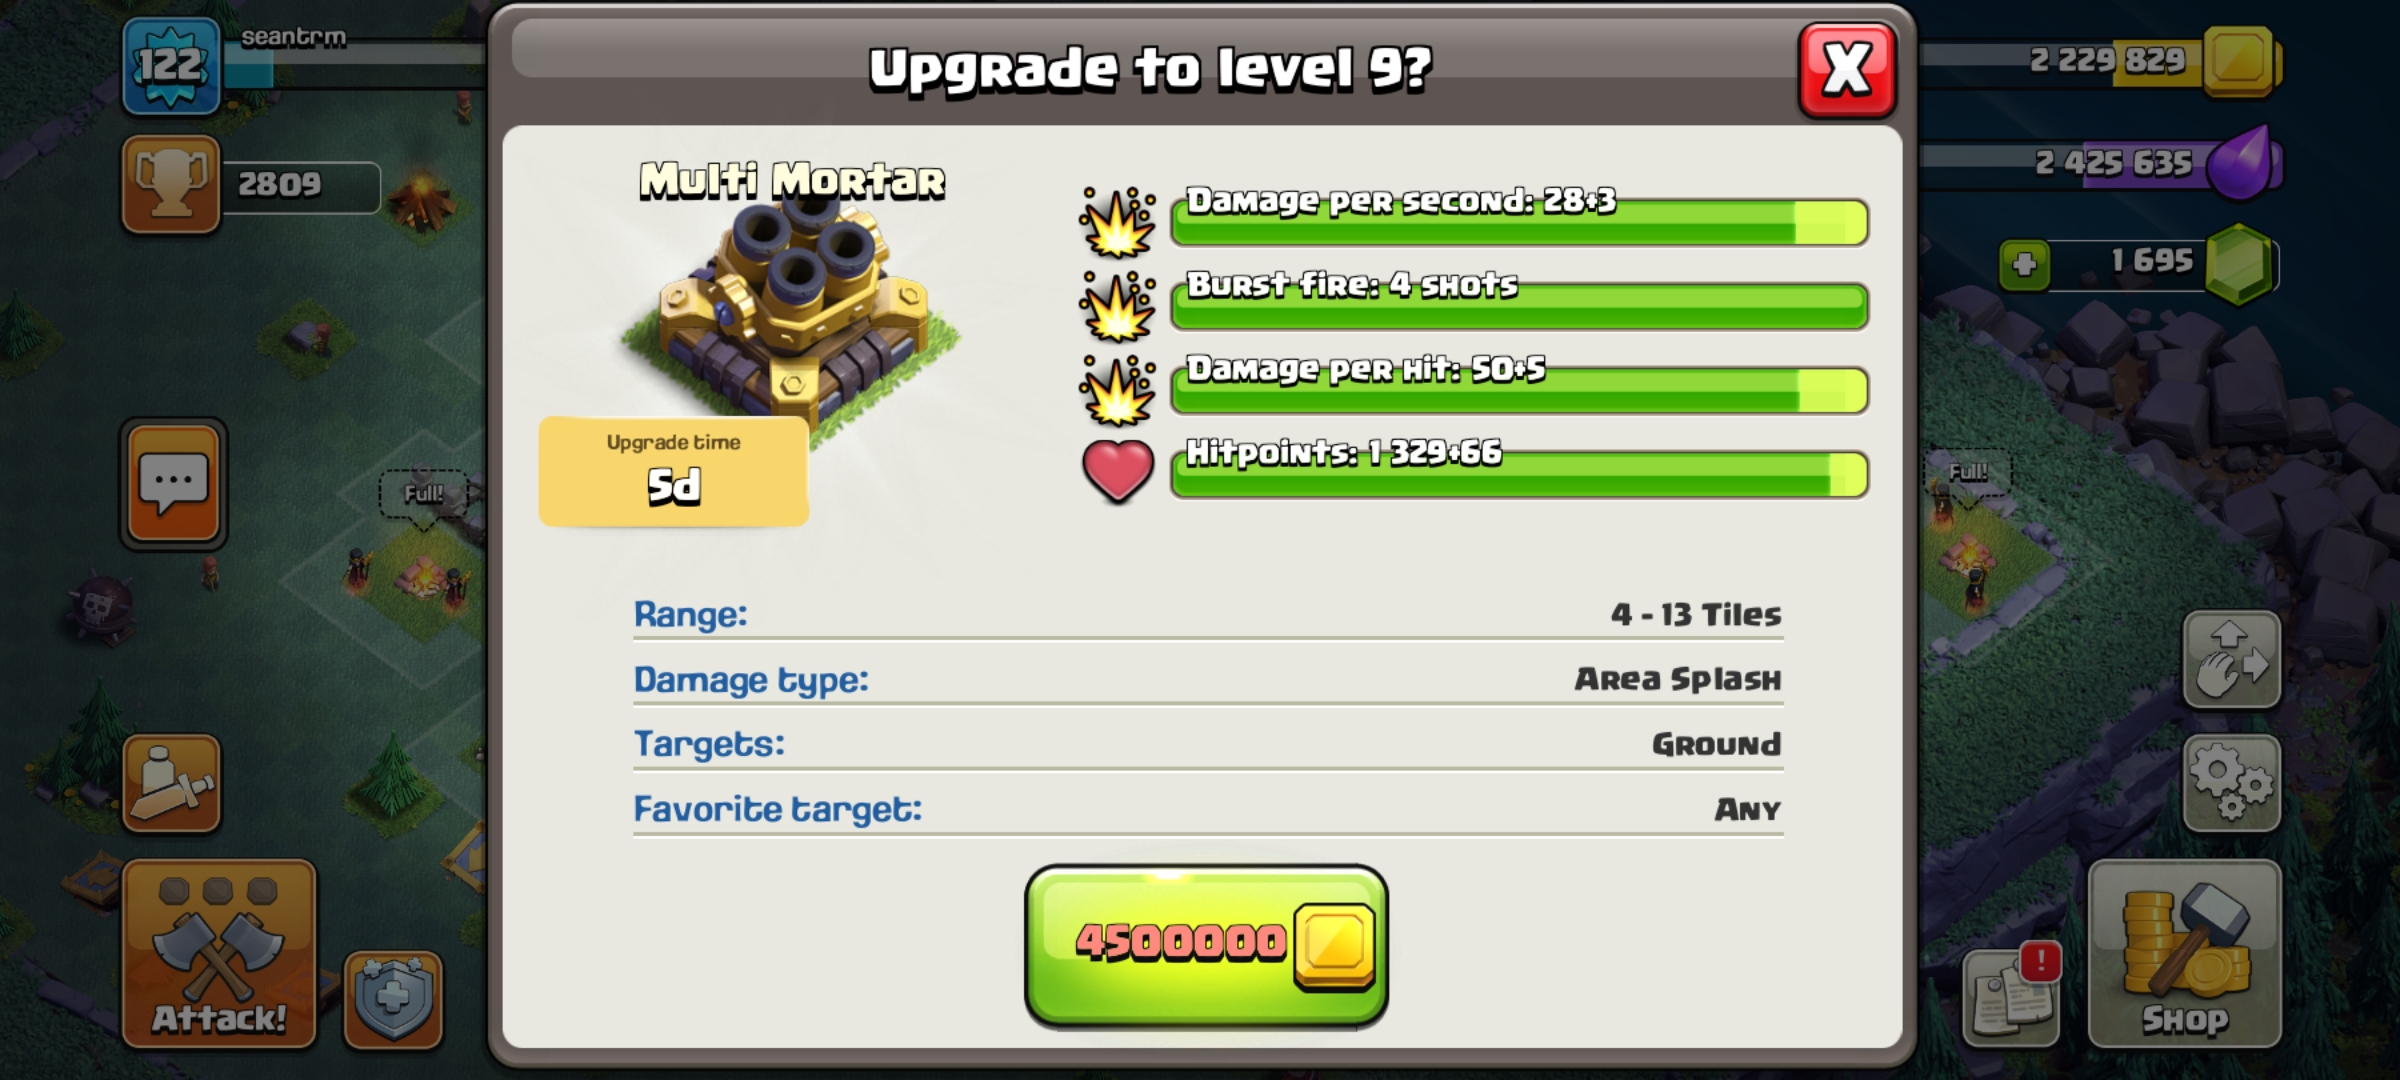 122
seantrm
2809
Full!
Attack!
Upgrade to level 9?
X
Multi Mortar
Upgrade time
5d
Damage per second: 28+3
Burst fire: 4 shots
Damage per hit: 50+5
Hitpoints: 1 329+66
Range: 4 - 13 Tiles
Damage type: Area Splash
Targets: Ground
Favorite target: Any
4500000
2 229 829
2 425 635
+ 1 695
Full!
!
Shop